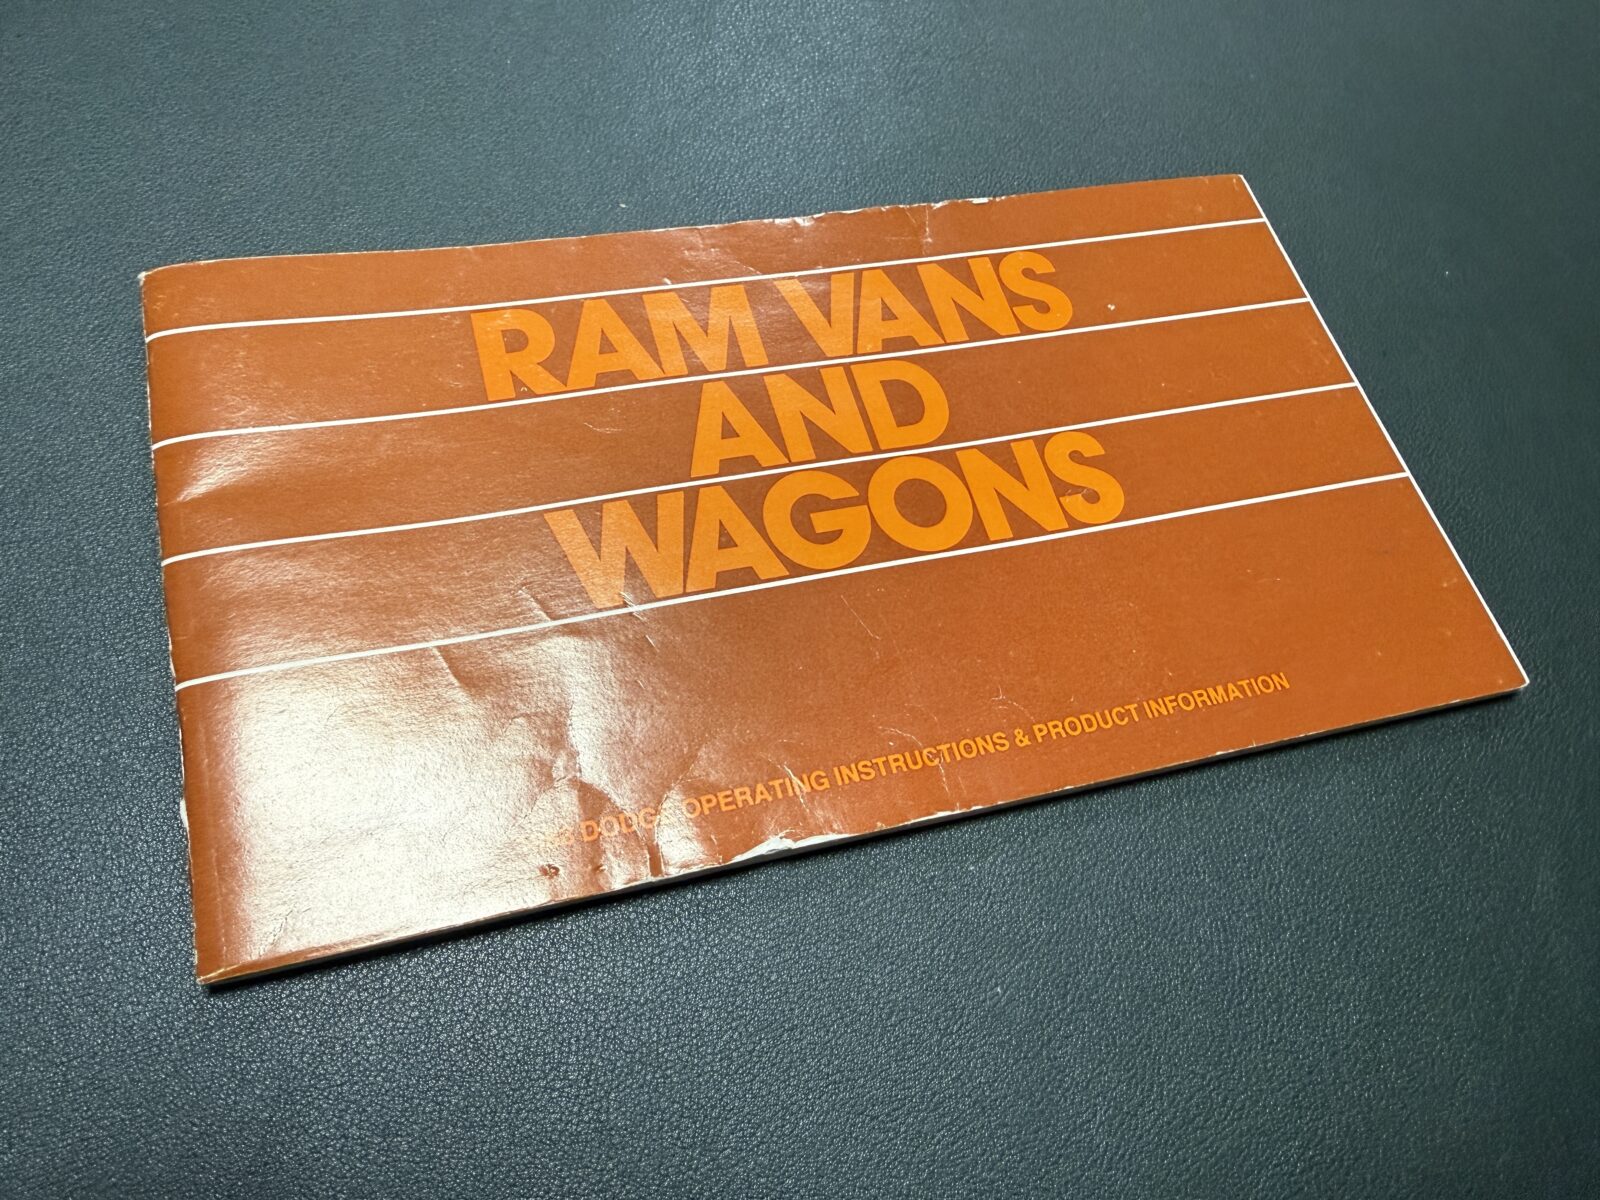 RAM VANS
AND
WAGONS
DODGE OPERATING INSTRUCTIONS & PRODUCT INFORMATION